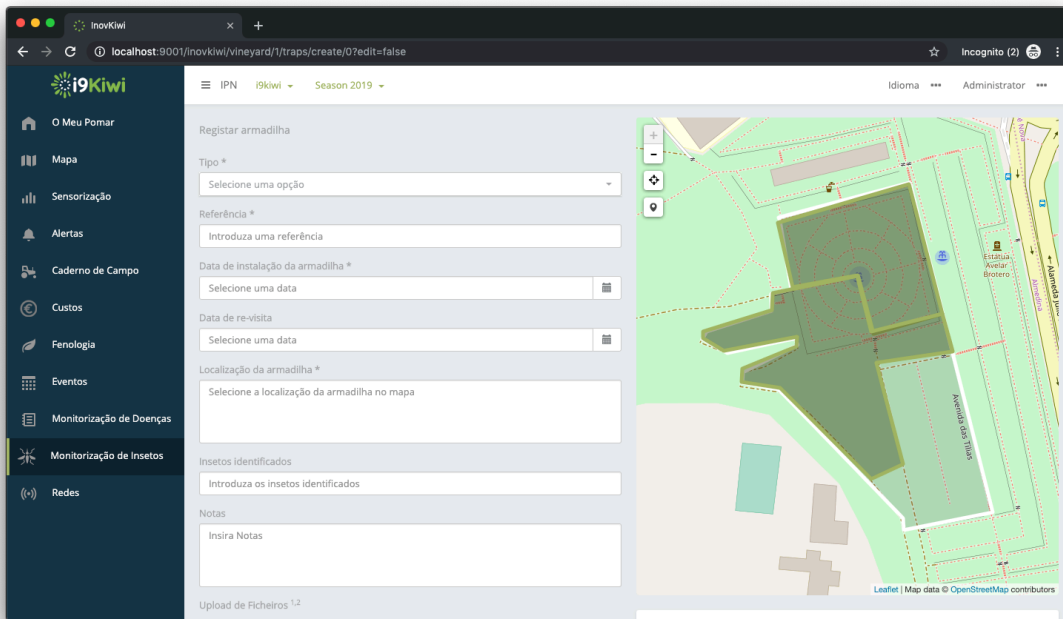 InovKiwi
localhost:9001/inovkiwi/vineyard/1/traps/create/0?edit=false
Incognito (2)
i9Kiwi
IPN
i9kiwi
Season 2019
Idioma
Administrator
O Meu Pomar
Mapa
Sensorização
Alertas
Caderno de Campo
Custos
Fenologia
Eventos
Monitorização de Doenças
Monitorização de Insetos
Redes
Registar armadilha
Tipo *
Selecione uma opção
Referência *
Introduza uma referência
Data de instalação da armadilha *
Selecione uma data
Data de re-visita
Selecione uma data
Localização da armadilha *
Selecione a localização da armadilha no mapa
Insetos identificados
Introduza os insetos identificados
Notas
Insira Notas
Upload de Ficheiros 1,2
+
-
Estátua
Avelar
Brotero
Almedina
Alameda Júl
Avenida das Tílias
Leaflet | Map data © OpenStreetMap contributors